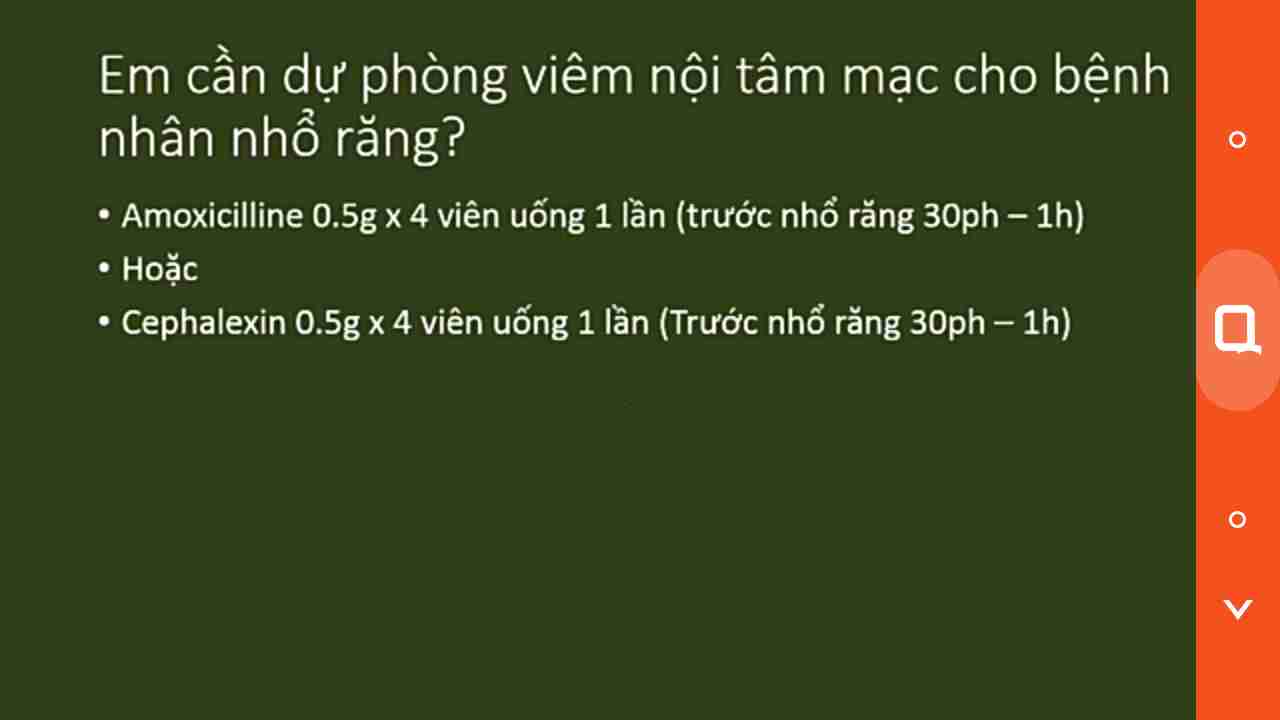 Em cần dự phòng viêm nội tâm mạc cho bệnh
nhân nhổ răng?
• Amoxicilline 0.5g x 4 viên uống 1 lần (trước nhổ răng 30ph – 1h)
• Hoặc
• Cephalexin 0.5g x 4 viên uống 1 lần (Trước nhổ răng 30ph – 1h)